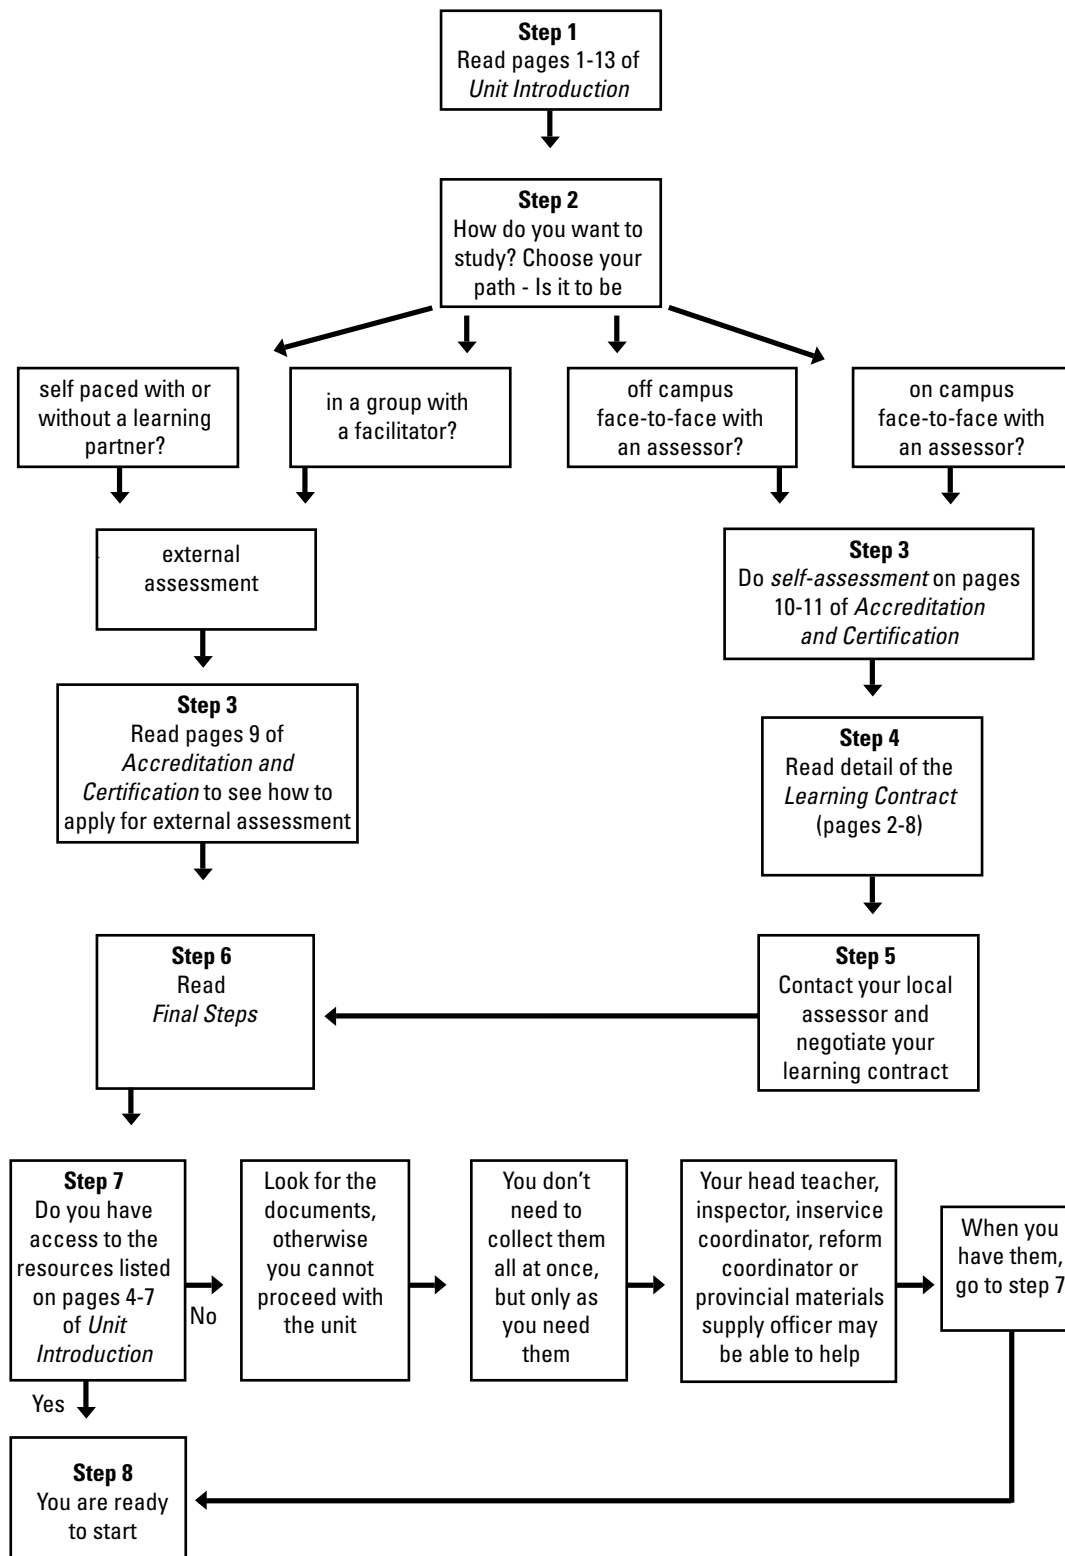 Step 1
Read pages 1-13 of
Unit Introduction
Step 2
How do you want to
study? Choose your
path - Is it to be
self paced with or
without a learning
partner?
in a group with
a facilitator?
off campus
face-to-face with
an assessor?
on campus
face-to-face with
an assessor?
external
assessment
Step 3
Do self-assessment on pages
10-11 of Accreditation
and Certification
Step 3
Read pages 9 of
Accreditation and
Certification to see how to
apply for external assessment
Step 4
Read detail of the
Learning Contract
(pages 2-8)
Step 6
Read
Final Steps
Step 5
Contact your local
assessor and
negotiate your
learning contract
Step 7
Do you have
access to the
resources listed
on pages 4-7
of Unit
Introduction
No
Look for the
documents,
otherwise
you cannot
proceed with
the unit
You don't
need to
collect them
all at once,
but only as
you need
them
Your head teacher,
inspector, inservice
coordinator, reform
coordinator or
provincial materials
supply officer may
be able to help
When you
have them,
go to step 7
Yes
Step 8
You are ready
to start